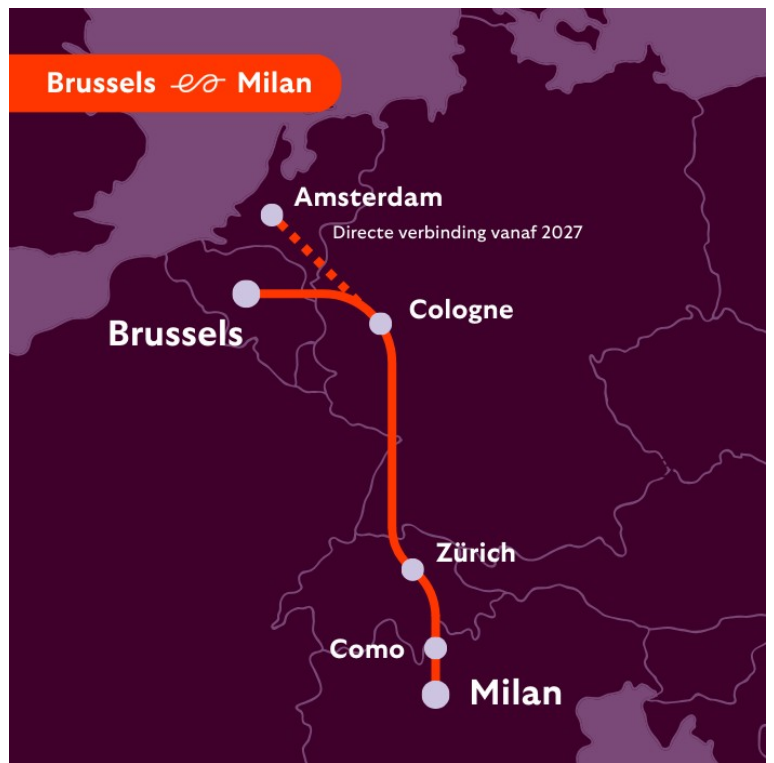 Brussels Milan
Amsterdam
Directe verbinding vanaf 2027
Cologne
Brussels
Zürich
Como
Milan